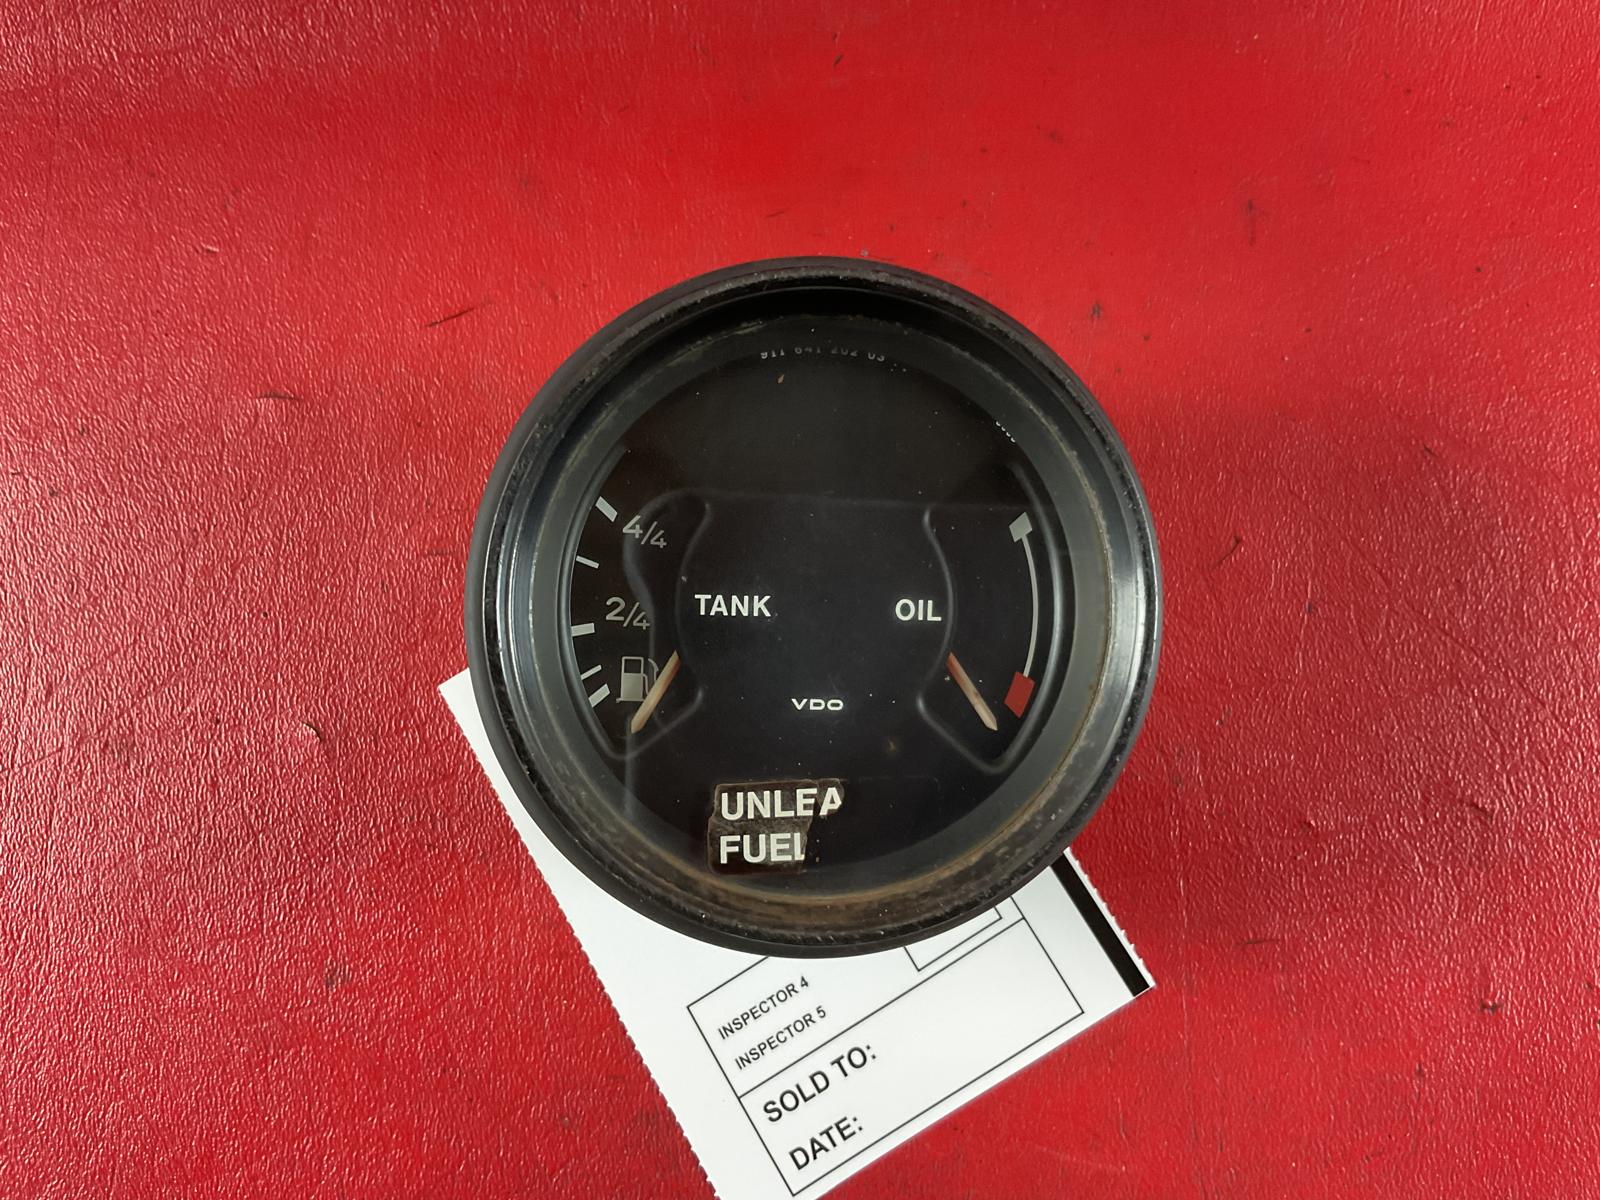 911 641 202 03
4/4
2/4
TANK
OIL
VDO
UNLEA
FUEL
INSPECTOR 4
INSPECTOR 5
SOLD TO:
DATE: